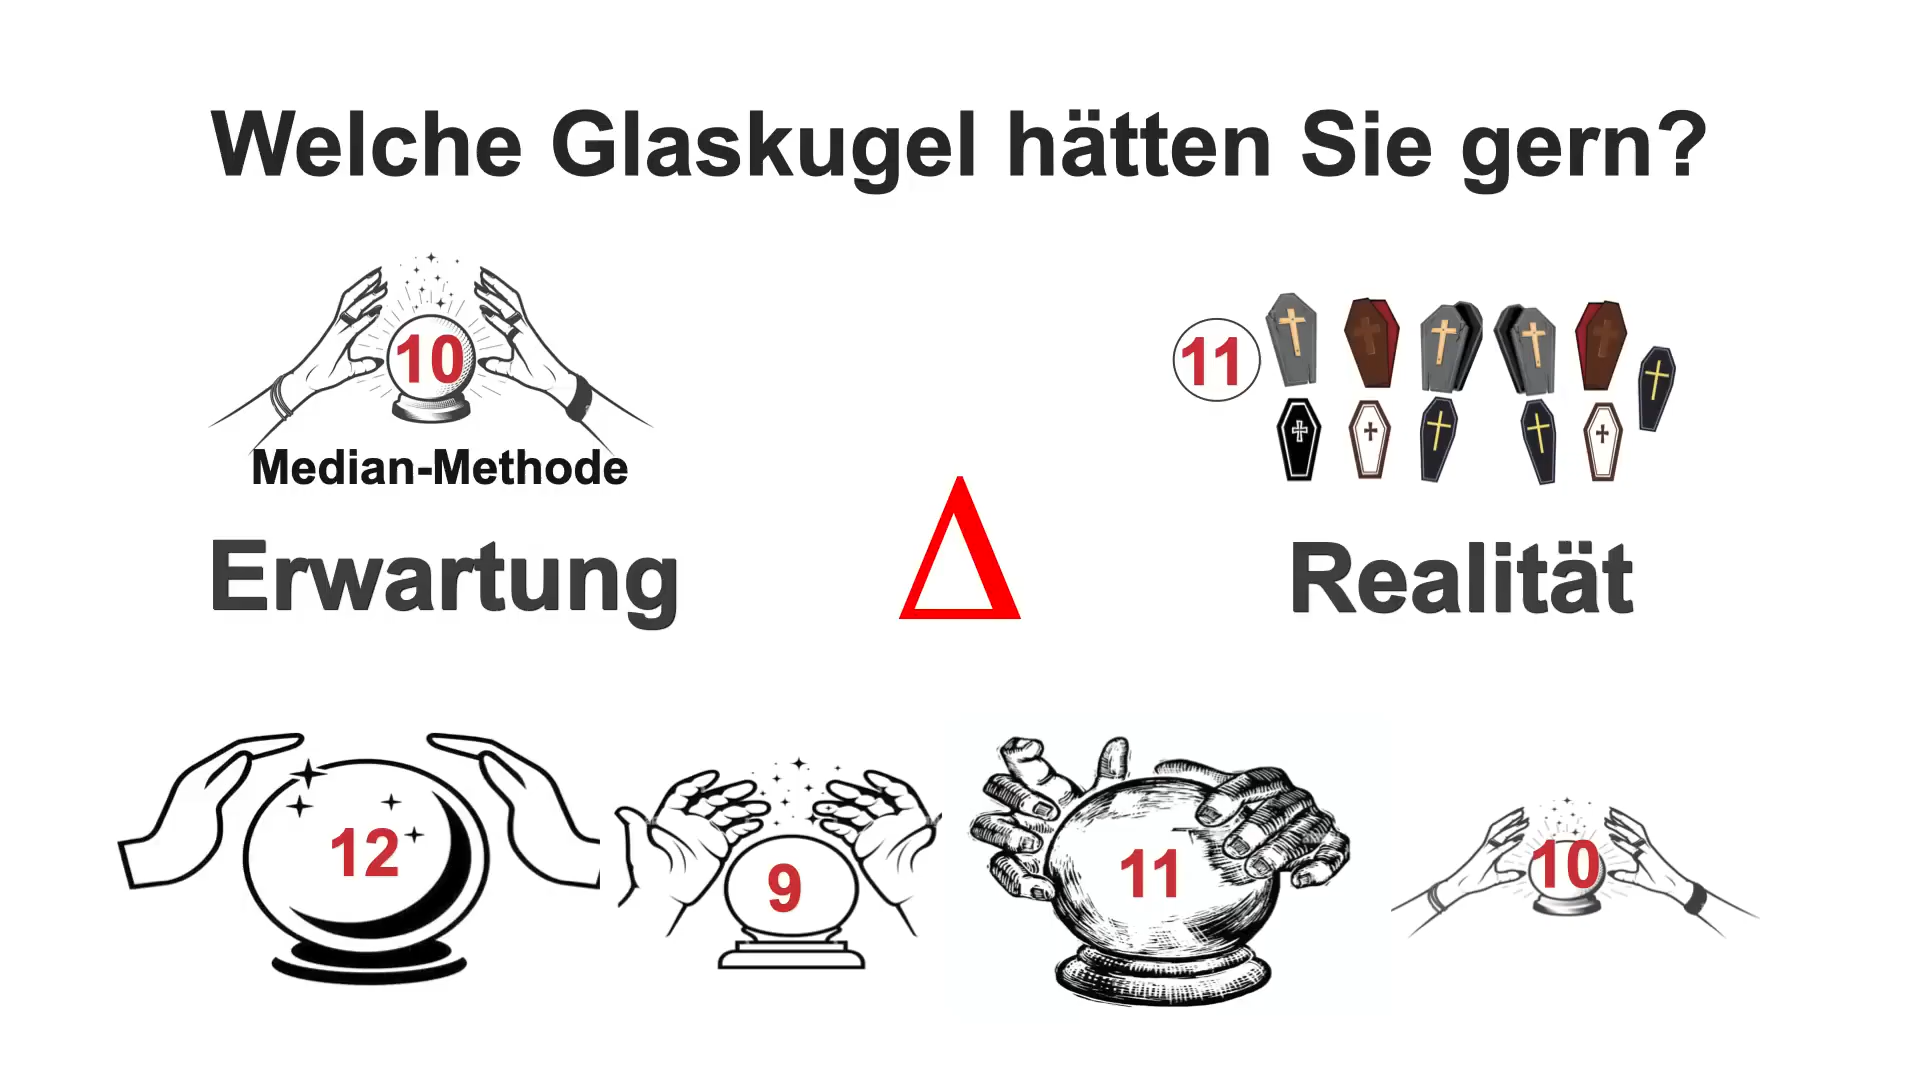 Welche Glaskugel hätten Sie gern?
10
11
Median-Methode
Erwartung
Δ
Realität
12
9
11
10